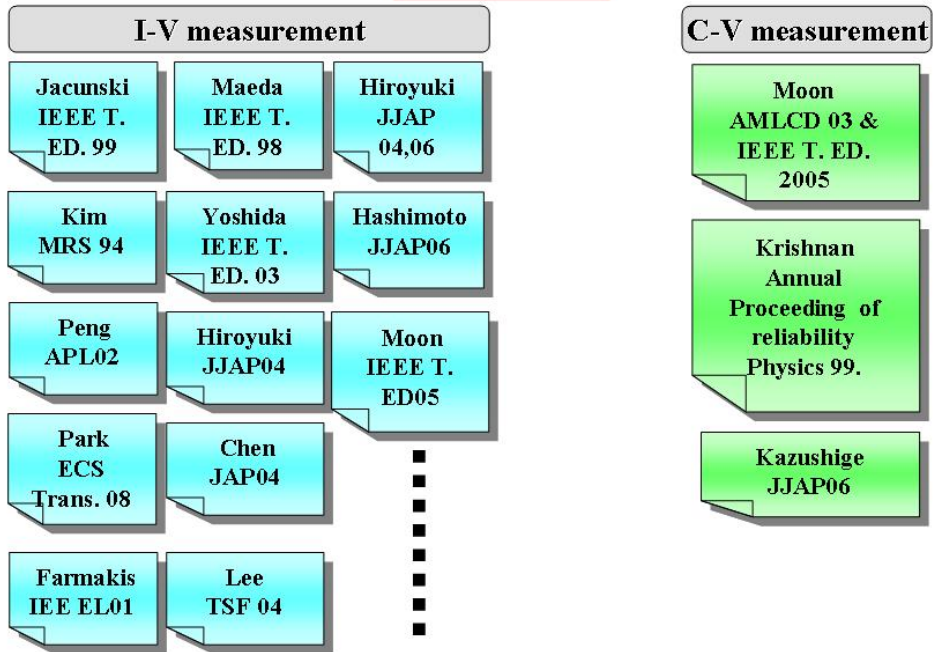 I-V measurement
C-V measurement
Jacunski
IEEE T.
ED. 99
Maeda
IEEE T.
ED. 98
Hiroyuki
JJAP
04,06
Kim
MRS 94
Yoshida
IEEE T.
ED. 03
Hashimoto
JJAP06
Peng
APL02
Hiroyuki
JJAP04
Moon
IEEE T.
ED05
Park
ECS
Trans. 08
Chen
JAP04
Farmakis
IEE EL01
Lee
TSF 04
Moon
AMLCD 03 &
IEEE T. ED.
2005
Krishnan
Annual
Proceeding of
reliability
Physics 99.
Kazushige
JJAP06